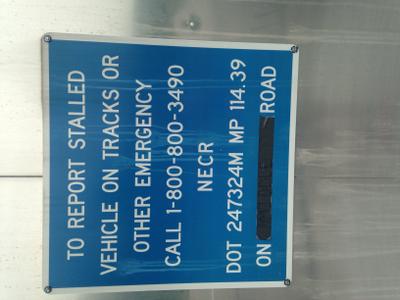 TO REPORT STALLED
VEHICLE ON TRACKS OR
OTHER EMERGENCY
CALL 1-800-800-3490
NECR
DOT 247324M MP 114.39
ON ROAD